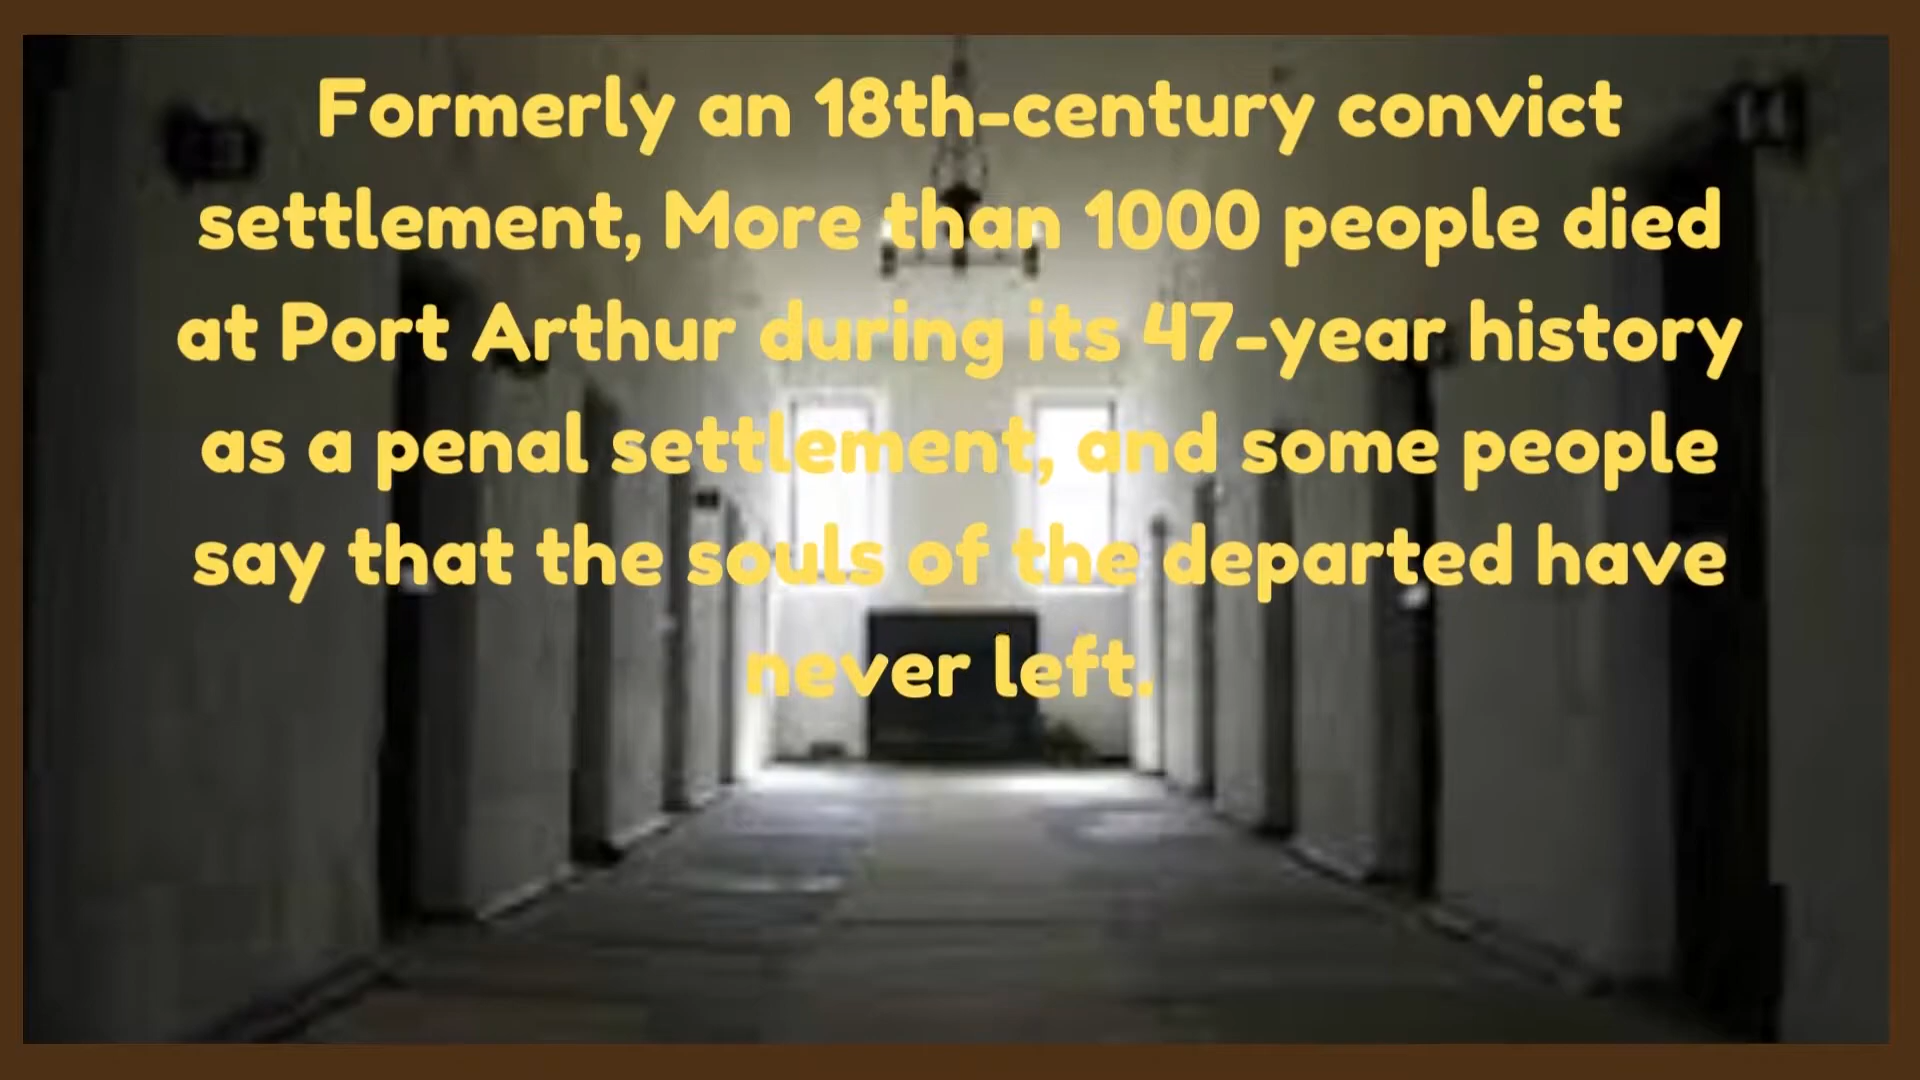 Formerly an 18th-century convict
settlement, More than 1000 people died
at Port Arthur during its 47-year history
as a penal settlement, and some people
say that the souls of the departed have
never left.